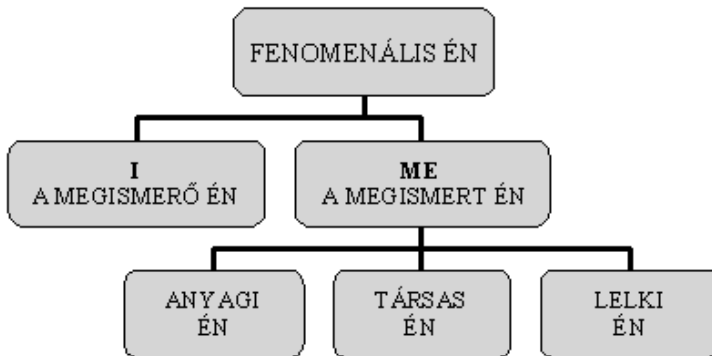 FENOMENÁLIS ÉN
I
A MEGISMERŐ ÉN
ME
A MEGISMERT ÉN
ANYAGI
ÉN
TÁRSAS
ÉN
LELKI
ÉN